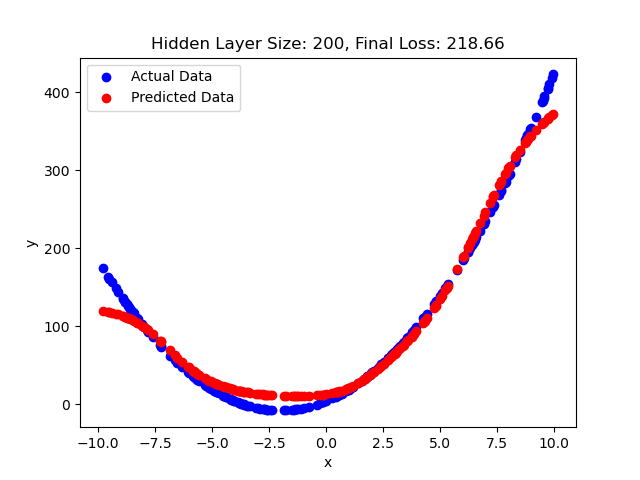 Hidden Layer Size: 200, Final Loss: 218.66
Actual Data
Predicted Data
y
400
300
200
100
0
−10.0 −7.5 −5.0 −2.5 0.0 2.5 5.0 7.5 10.0
x